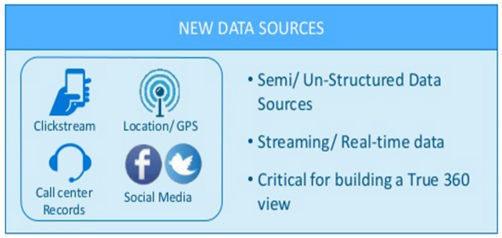 NEW DATA SOURCES
Clickstream
Location/ GPS
Call center
Records
Social Media
• Semi/ Un-Structured Data
Sources
• Streaming/ Real-time data
• Critical for building a True 360
view